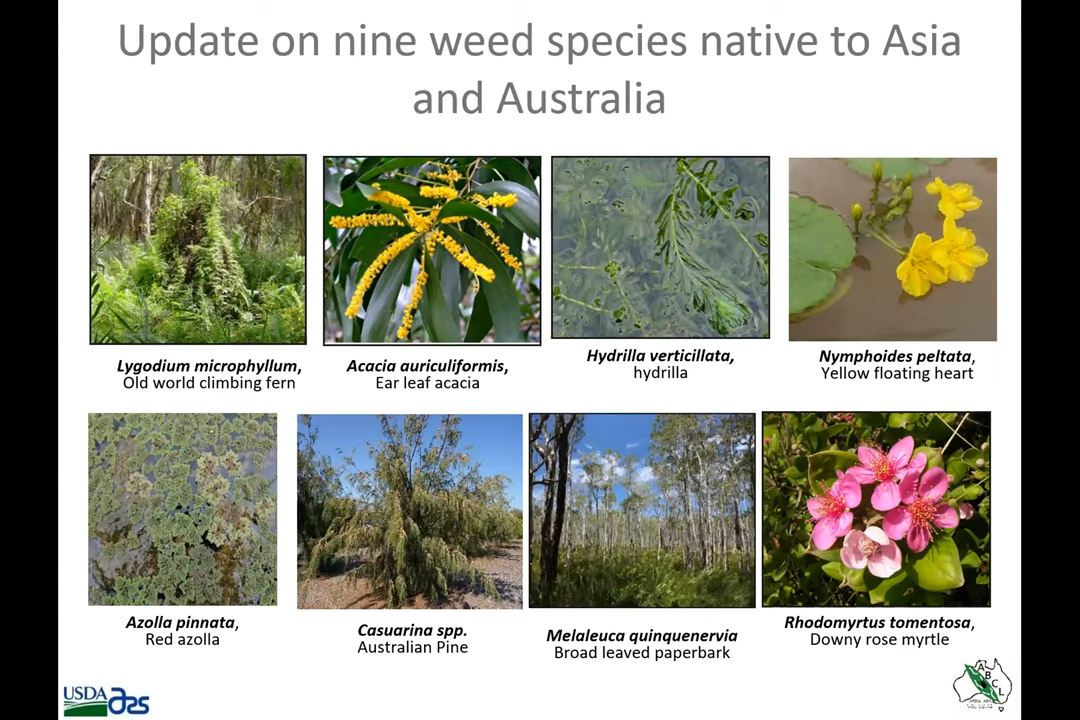 Update on nine weed species native to Asia
and Australia
Lygodium microphyllum,
Old world climbing fern
Acacia auriculiformis,
Ear leaf acacia
Hydrilla verticillata,
hydrilla
Nymphoides peltata,
Yellow floating heart
Azolla pinnata,
Red azolla
Casuarina spp.
Australian Pine
Melaleuca quinquenervia
Broad leaved paperbark
Rhodomyrtus tomentosa,
Downy rose myrtle
USDA ars
ABCL